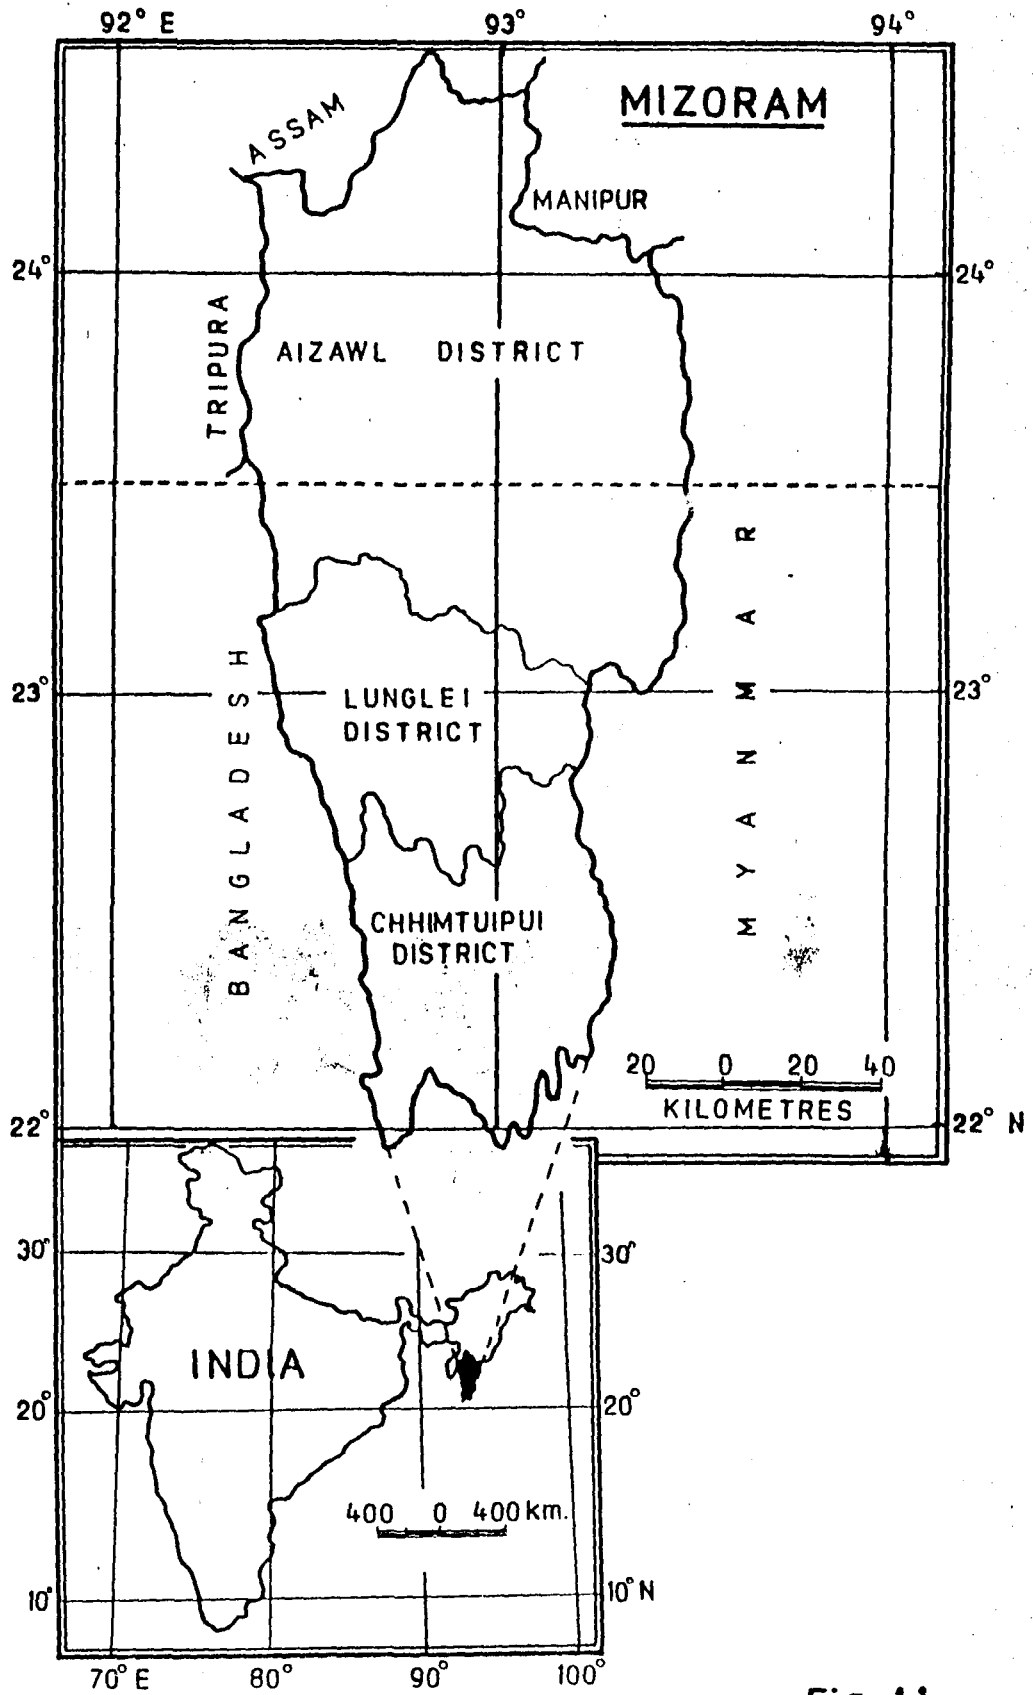 92° E 93° 94°
MIZORAM
ASSAM
MANIPUR
24° 24°
TRIPURA
AIZAWL DISTRICT
BANGLADESH
MYANMAR
23° 23°
LUNGLEI
DISTRICT
CHHIMTUIPUI
DISTRICT
20 0 20 40
KILOMETRES
22° 22° N
30° 30°
INDIA
20° 20°
400 0 400 km.
10° 10° N
70° E 80° 90° 100°